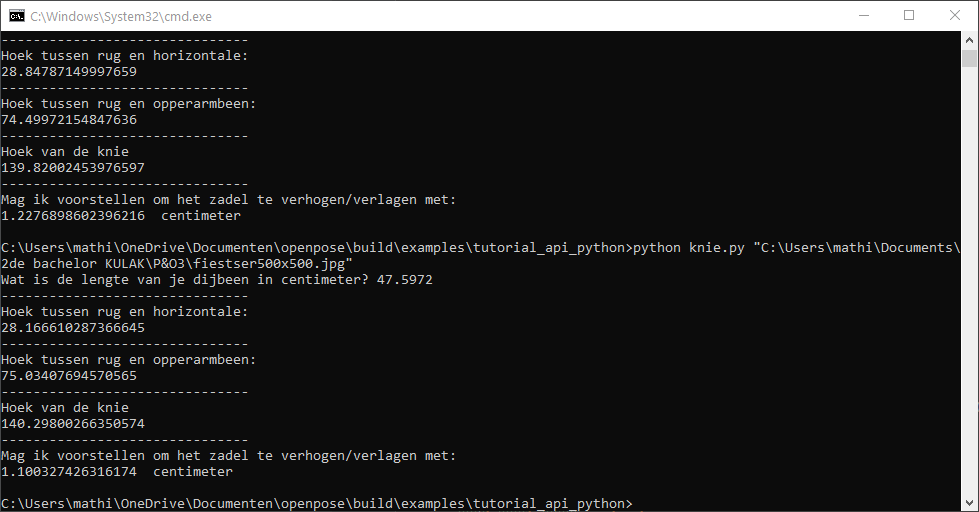 C:\Windows\System32\cmd.exe
-------------------------------
Hoek tussen rug en horizontale:
28.84787149997659
-------------------------------
Hoek tussen rug en opperarmbeen:
74.49972154847636
-------------------------------
Hoek van de knie
139.82002453976597
-------------------------------
Mag ik voorstellen om het zadel te verhogen/verlagen met:
1.2276898602396216  centimeter
C:\Users\mathi\OneDrive\Documenten\openpose\build\examples\tutorial_api_python>python knie.py "C:\Users\mathi\Documents\
2de bachelor KULAK\P&O3\fiestser500x500.jpg"
Wat is de lengte van je dijbeen in centimeter? 47.5972
-------------------------------
Hoek tussen rug en horizontale:
28.166610287366645
-------------------------------
Hoek tussen rug en opperarmbeen:
75.03407694570565
-------------------------------
Hoek van de knie
140.29800266350574
-------------------------------
Mag ik voorstellen om het zadel te verhogen/verlagen met:
1.100327426316174  centimeter
C:\Users\mathi\OneDrive\Documenten\openpose\build\examples\tutorial_api_python>